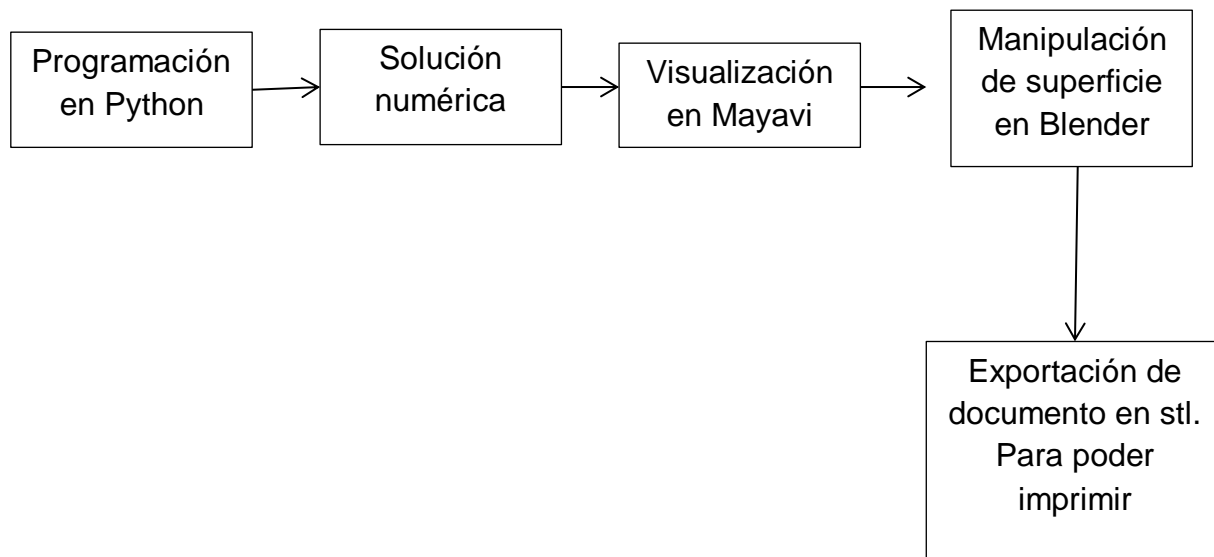 Programación
en Python
Solución
numérica
Visualización
en Mayavi
Manipulación
de superficie
en Blender
Exportación de
documento en stl.
Para poder
imprimir